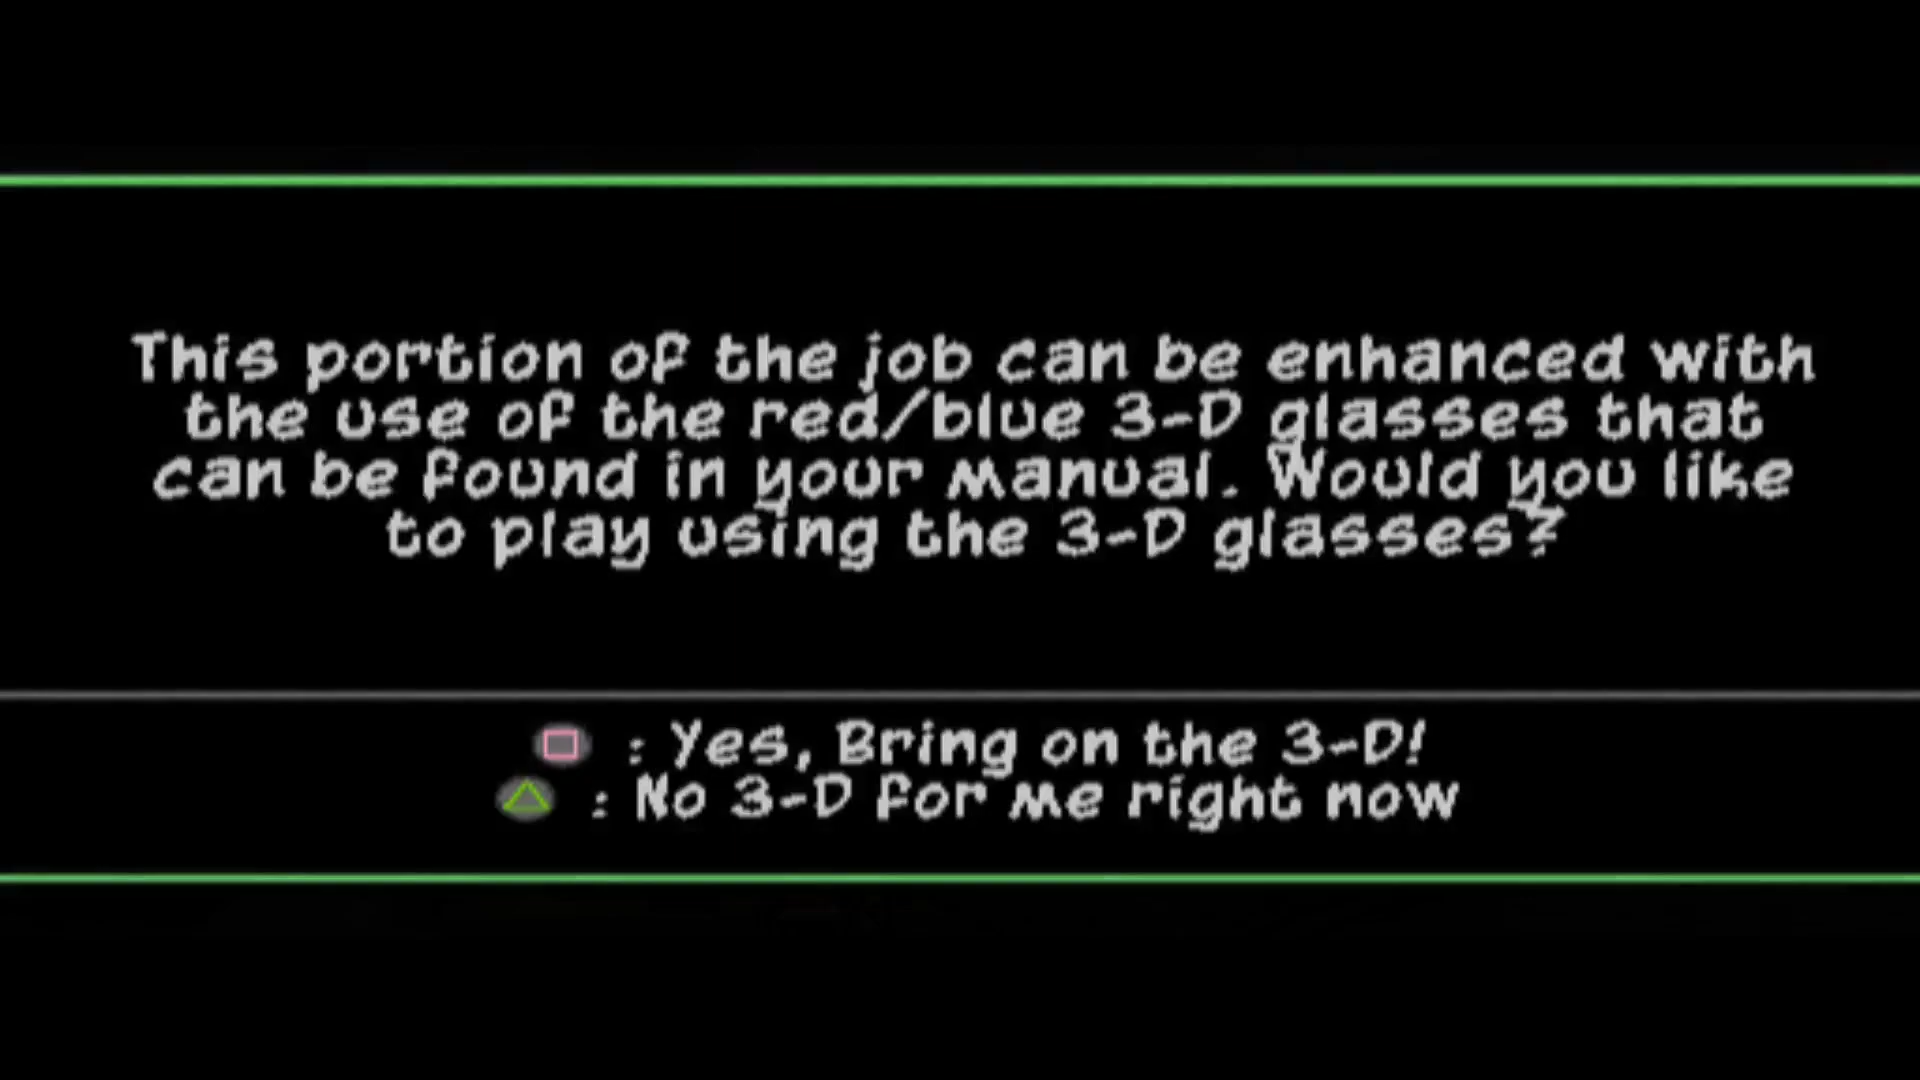 This portion of the job can be enhanced with
the use of the red/blue 3-D glasses that
can be found in your manual. Would you like
to play using the 3-D glasses?
: Yes, Bring on the 3-D!
: No 3-D for me right now